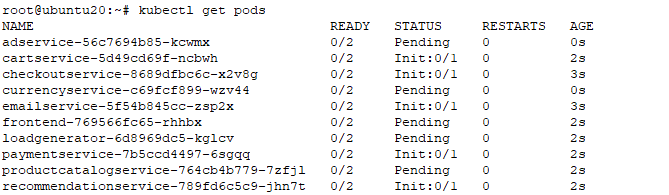 root@ubuntu20:~# kubectl get pods
NAME READY STATUS RESTARTS AGE
adservice-56c7694b85-kcwmx 0/2 Pending 0 0s
cartservice-5d49cd69f-ncbwh 0/2 Init:0/1 0 2s
checkoutservice-8689dfbc6c-x2v8g 0/2 Init:0/1 0 3s
currencyservice-c69fcf899-wzv44 0/2 Pending 0 0s
emailservice-5f54b845cc-zsp2x 0/2 Init:0/1 0 3s
frontend-769566fc65-rhhbx 0/2 Pending 0 2s
loadgenerator-6d8969dc5-kglcv 0/2 Pending 0 2s
paymentservice-7b5ccd4497-6sgqq 0/2 Init:0/1 0 2s
productcatalogservice-764cb4b779-7zfjl 0/2 Pending 0 2s
recommendationservice-789fd6c5c9-jhn7t 0/2 Init:0/1 0 2s